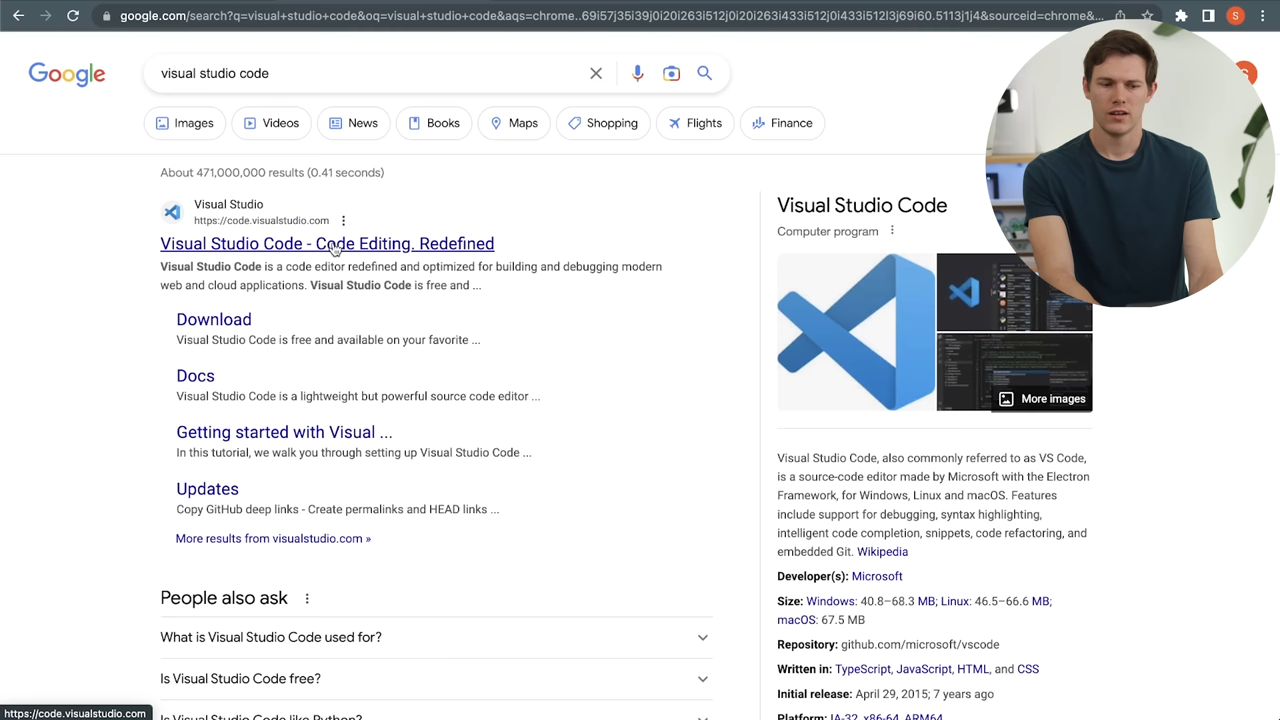 google.com/search?q=visual+studio+code&oq=visual+studio+code&aqs=chrome..69i57j35i39j0i20i263i512j0i20i263i433i512j0i433i512l3j69i60.5113j1j4&sourceid=chrome&...
S
Google
visual studio code
Images
Videos
News
Books
Maps
Shopping
Flights
Finance
About 471,000,000 results (0.41 seconds)
Visual Studio
https://code.visualstudio.com
Visual Studio Code - Code Editing. Redefined
Visual Studio Code is a code editor redefined and optimized for building and debugging modern
web and cloud applications. Visual Studio Code is free and ...
Download
Visual Studio Code is free and available on your favorite ...
Docs
Visual Studio Code is a lightweight but powerful source code editor ...
Getting started with Visual ...
In this tutorial, we walk you through setting up Visual Studio Code ...
Updates
Copy GitHub deep links - Create permalinks and HEAD links ...
More results from visualstudio.com »
People also ask
What is Visual Studio Code used for?
Is Visual Studio Code free?
Is Visual Studio Code like Python?
https://code.visualstudio.com
Visual Studio Code
Computer program
More images
Visual Studio Code, also commonly referred to as VS Code,
is a source-code editor made by Microsoft with the Electron
Framework, for Windows, Linux and macOS. Features
include support for debugging, syntax highlighting,
intelligent code completion, snippets, code refactoring, and
embedded Git. Wikipedia
Developer(s): Microsoft
Size: Windows: 40.8–68.3 MB; Linux: 46.5–66.6 MB;
macOS: 67.5 MB
Repository: github.com/microsoft/vscode
Written in: TypeScript, JavaScript, HTML, and CSS
Initial release: April 29, 2015; 7 years ago
Platform: IA-32, x86-64, ARM64